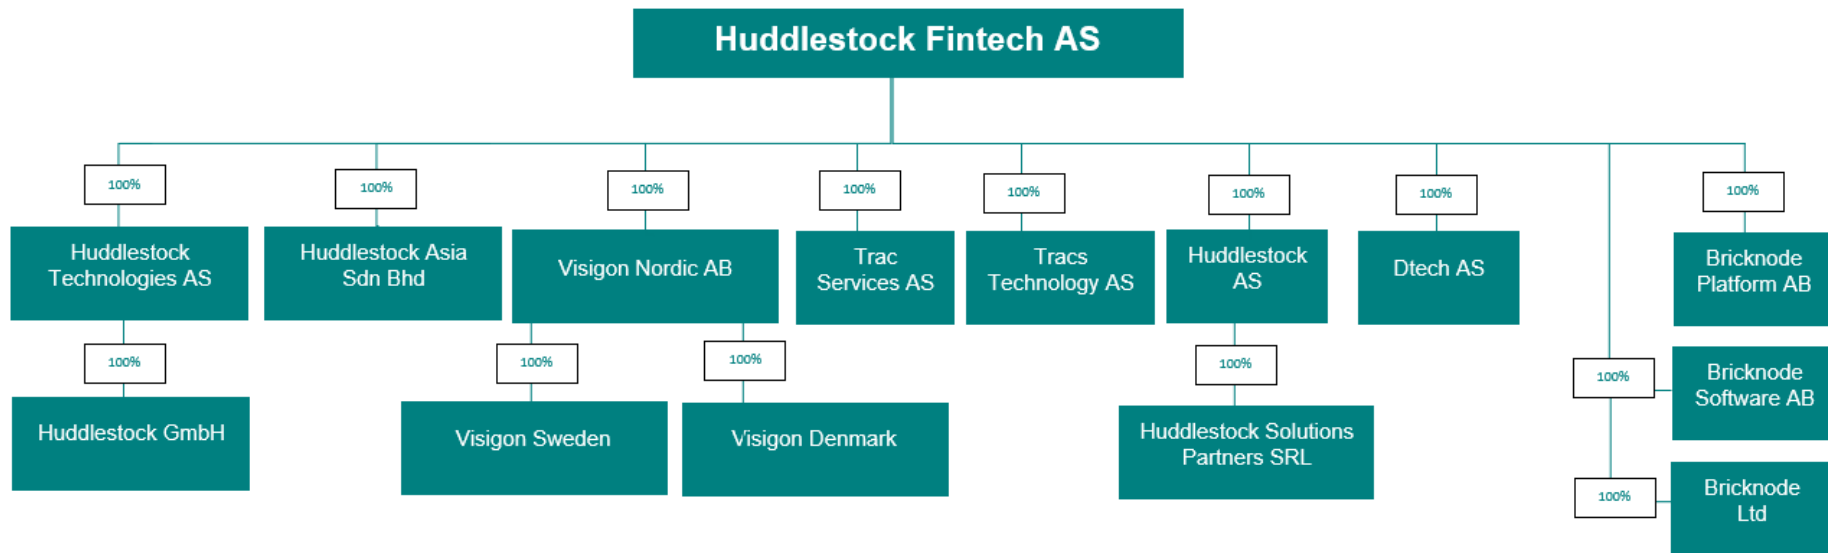 Huddlestock Fintech AS
100%
100%
100%
100%
100%
100%
100%
100%
Huddlestock
Technologies AS
Huddlestock Asia
Sdn Bhd
Visigon Nordic AB
Trac
Services AS
Tracs
Technology AS
Huddlestock
AS
Dtech AS
Bricknode
Platform AB
100%
100%
100%
100%
100%
Bricknode
Software AB
Huddlestock GmbH
Visigon Sweden
Visigon Denmark
Huddlestock Solutions
Partners SRL
100%
Bricknode
Ltd